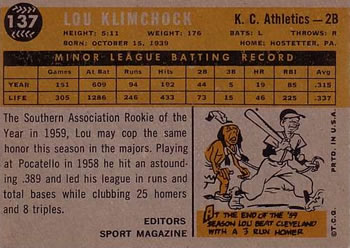 137
LOU KLIMCHOCK
K. C. Athletics—2B
HEIGHT: 5:11 WEIGHT: 176 BATS: L THROWS: R
BORN: OCTOBER 15, 1939 HOME: HOSTETTER, PA.
MINOR LEAGUE BATTING RECORD
Games At Bat Runs Hits 2B 3B HR RBI Avg.
YEAR 151 609 94 192 44 5 19 85 .315
LIFE 305 1286 246 433 73 15 46 225 .337
The Southern Association Rookie of
the Year in 1959, Lou may cop the same
honor this season in the majors. Playing
at Pocatello in 1958 he hit an astound-
ing .389 and led his league in runs and
total bases while clubbing 25 homers
and 8 triples.
EDITORS
SPORT MAGAZINE
AT THE END OF THE '59
SEASON LOU BEAT CLEVELAND
WITH A 3 RUN HOMER
©T.C.G. PRTD. IN U.S.A.